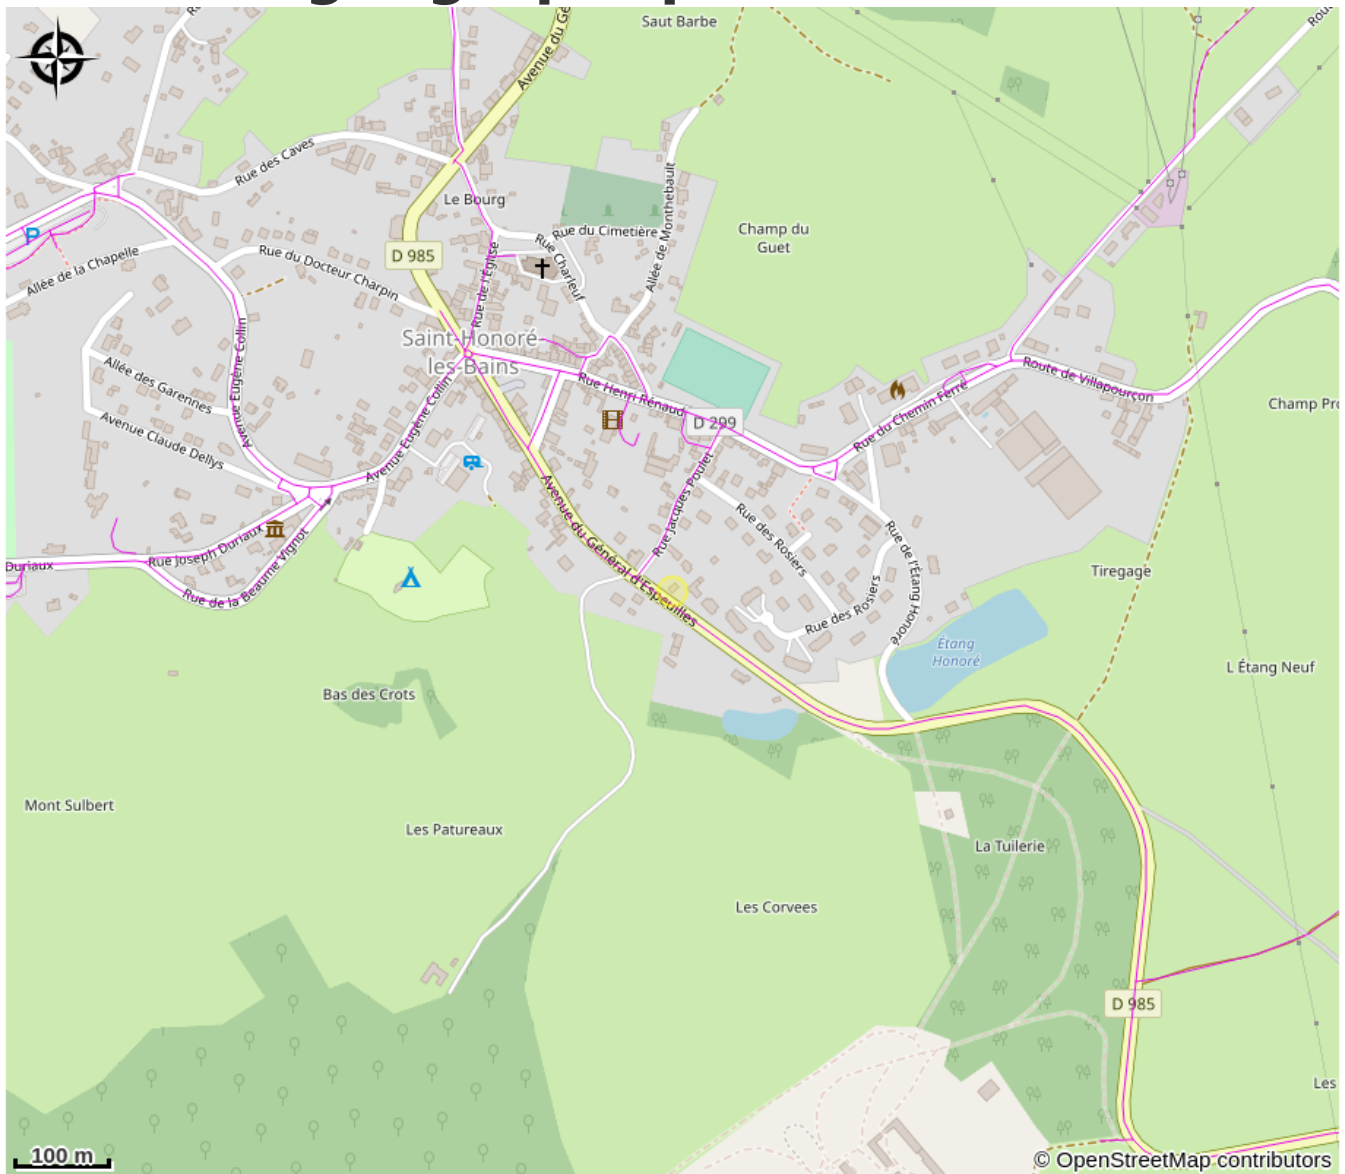 Saut Barbe
Avenue du Gé
Rue des Caves
Le Bourg
Rue du Cimetière
Rue Charleuf
Allée de Monthebault
Champ du
Guet
D 985
Allée de la Chapelle
Rue du Docteur Charpin
Rue de l'Église
Saint-Honoré-
les-Bains
Avenue Eugène Collin
Allée des Garennes
Avenue Claude Dellys
Avenue Eugène Collin
Rue Henri Renaud
D 299
Rue du Chemin Ferré
Route de Villapourçon
Champ Pro
Rue Jacques Poulet
Rue des Rosiers
Avenue du Général d'Espeuilles
Rue de l'Étang Honoré
Rue des Rosiers
Duriaux
Rue Joseph Duriaux
Rue de la Beaume Vignot
Tiregage
Étang
Honoré
L Étang Neuf
Bas des Crots
Mont Sulbert
Les Patureaux
La Tuilerie
Les Corvees
D 985
Les
100 m
© OpenStreetMap contributors